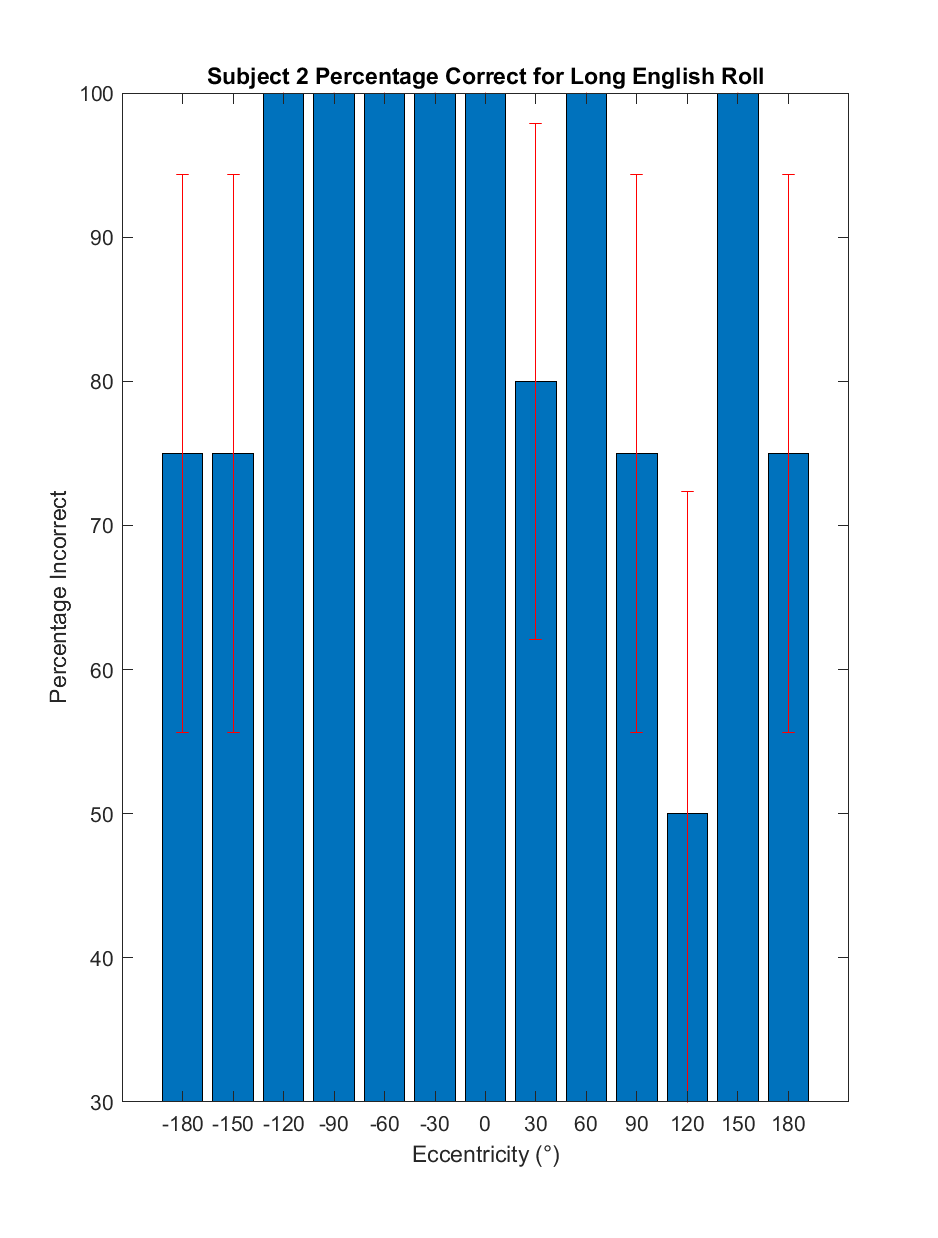 Subject 2 Percentage Correct for Long English Roll
100
90
80
70
60
50
40
30
Percentage Incorrect
-180 -150 -120 -90 -60 -30 0 30 60 90 120 150 180
Eccentricity (°)